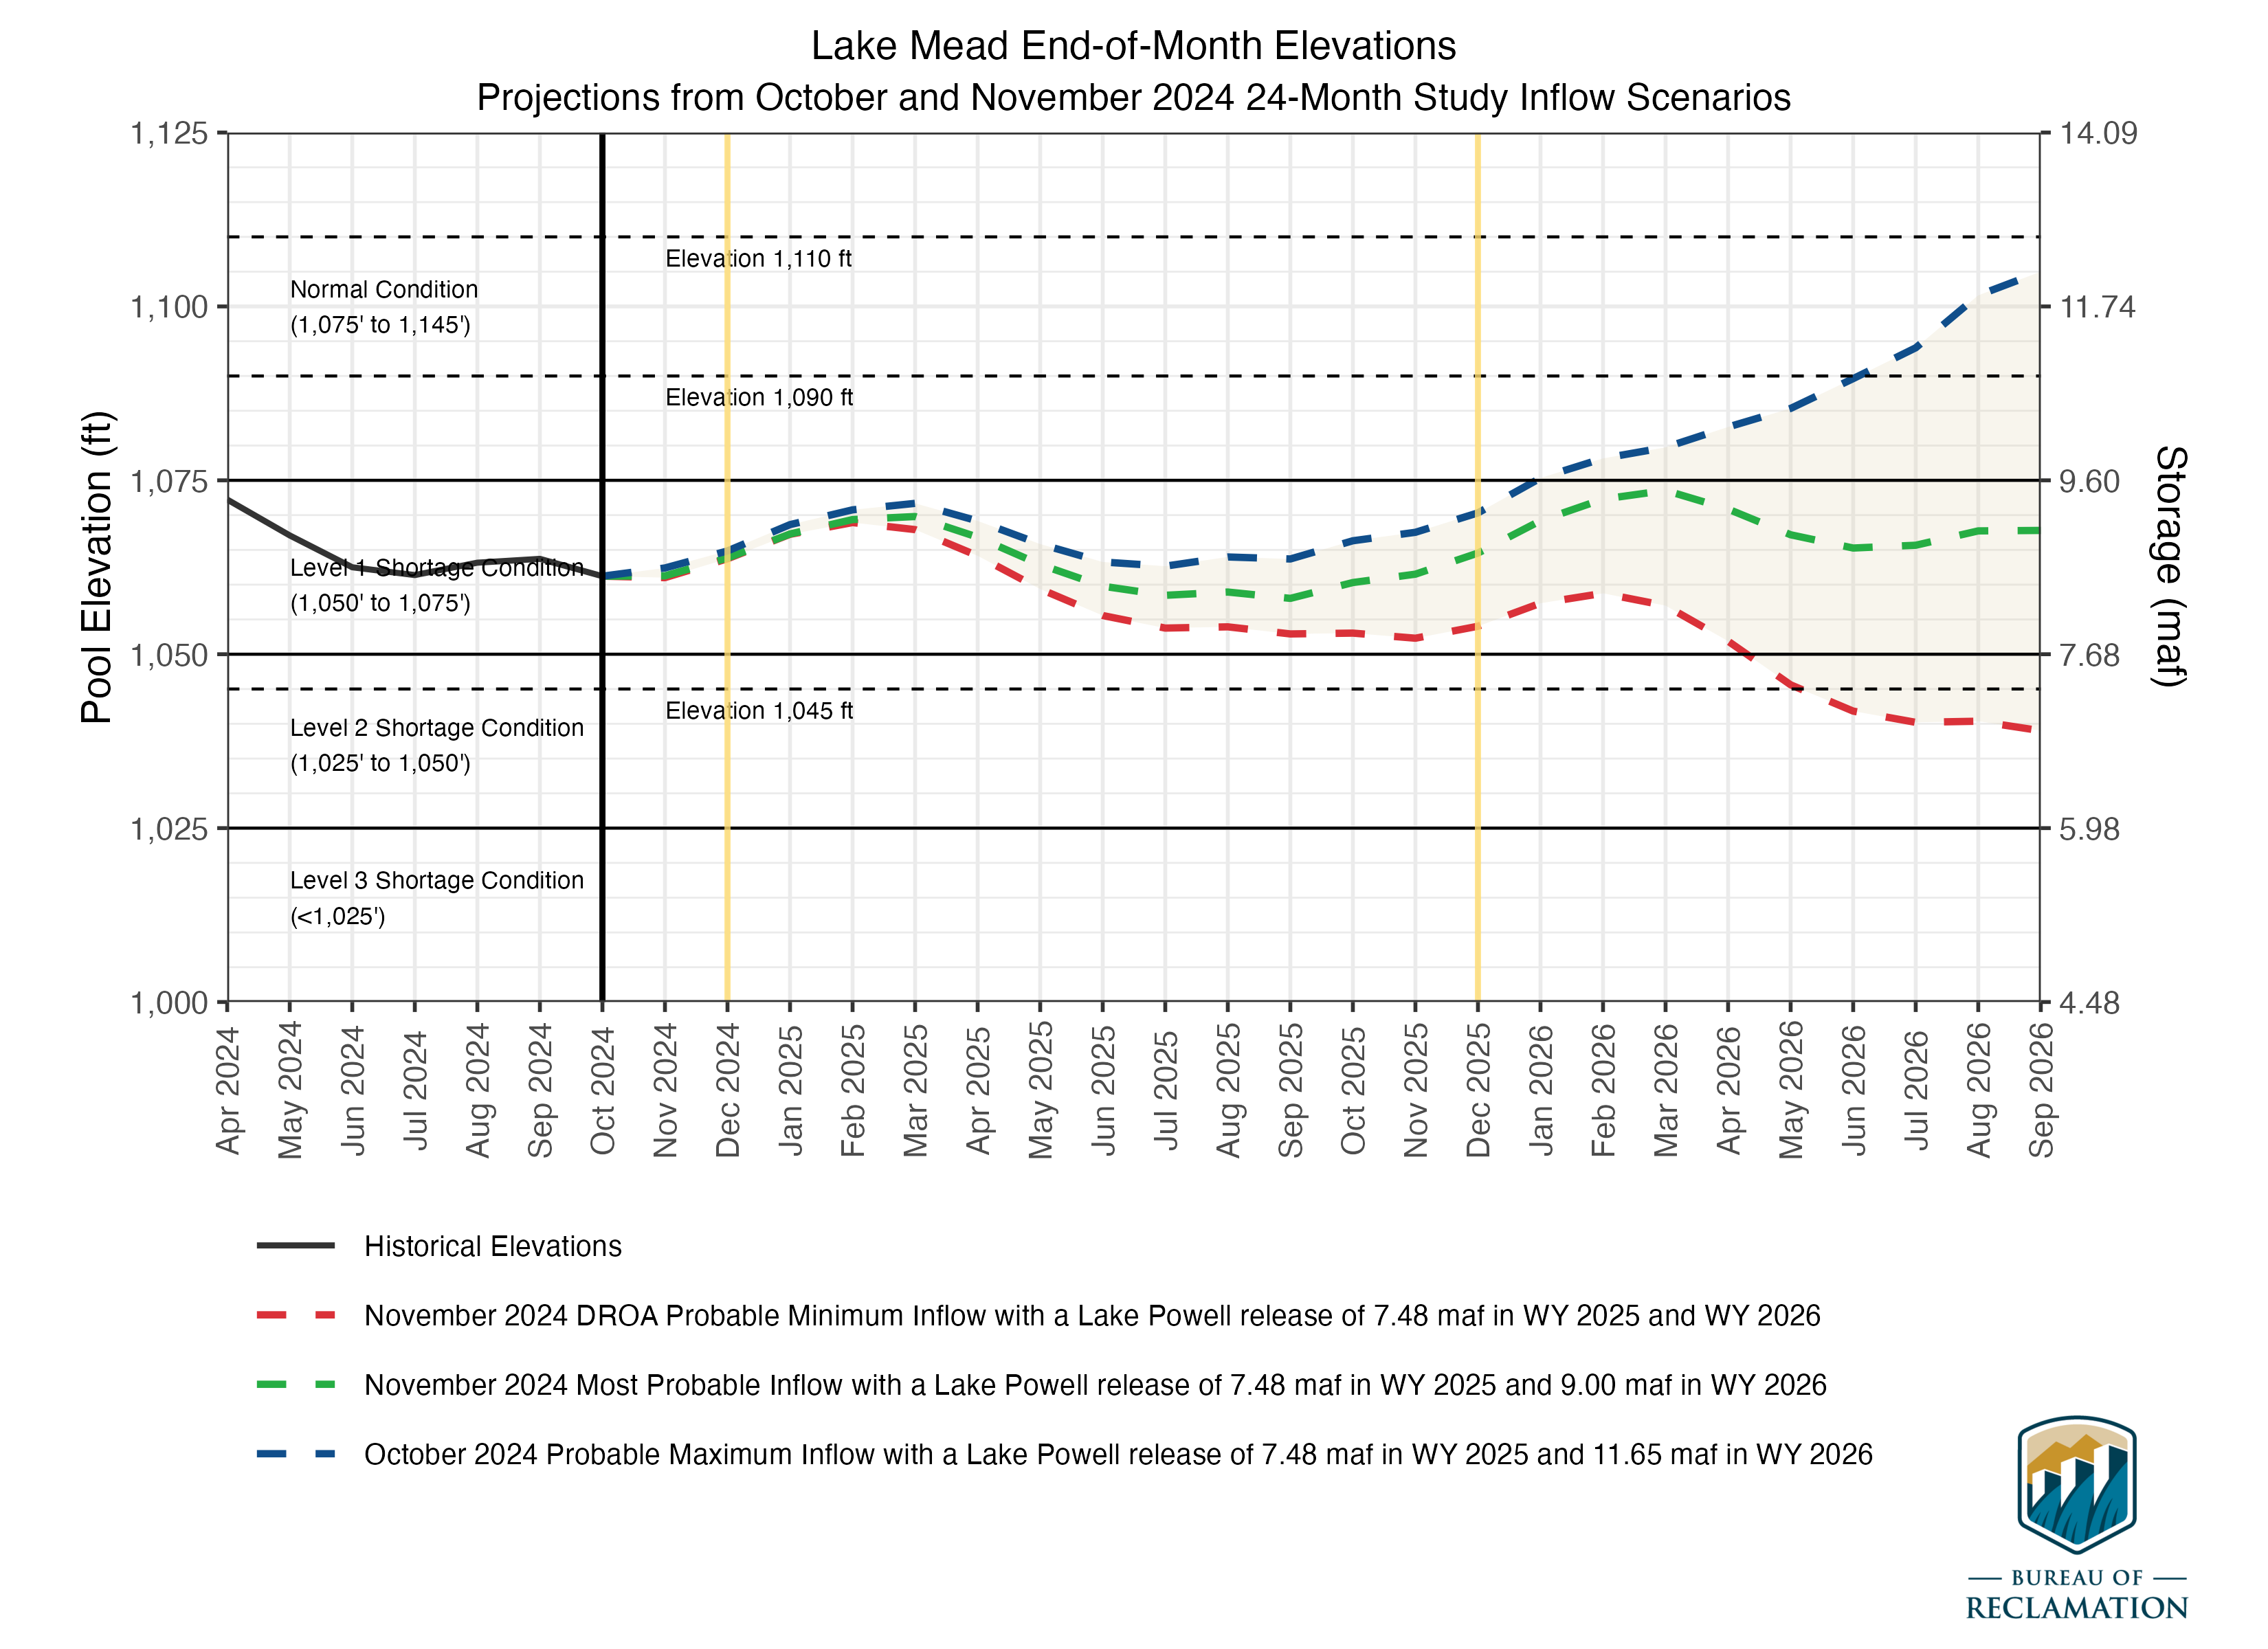 Lake Mead End-of-Month Elevations
Projections from October and November 2024 24-Month Study Inflow Scenarios
Pool Elevation (ft)
1,125
1,100
1,075
1,050
1,025
1,000
14.09
11.74
9.60
7.68
5.98
4.48
Storage (maf)
Elevation 1,110 ft
Normal Condition
(1,075' to 1,145')
Elevation 1,090 ft
Level 1 Shortage Condition
(1,050' to 1,075')
Elevation 1,045 ft
Level 2 Shortage Condition
(1,025' to 1,050')
Level 3 Shortage Condition
(<1,025')
Apr 2024
May 2024
Jun 2024
Jul 2024
Aug 2024
Sep 2024
Oct 2024
Nov 2024
Dec 2024
Jan 2025
Feb 2025
Mar 2025
Apr 2025
May 2025
Jun 2025
Jul 2025
Aug 2025
Sep 2025
Oct 2025
Nov 2025
Dec 2025
Jan 2026
Feb 2026
Mar 2026
Apr 2026
May 2026
Jun 2026
Jul 2026
Aug 2026
Sep 2026
Historical Elevations
November 2024 DROA Probable Minimum Inflow with a Lake Powell release of 7.48 maf in WY 2025 and WY 2026
November 2024 Most Probable Inflow with a Lake Powell release of 7.48 maf in WY 2025 and 9.00 maf in WY 2026
October 2024 Probable Maximum Inflow with a Lake Powell release of 7.48 maf in WY 2025 and 11.65 maf in WY 2026
BUREAU OF
RECLAMATION